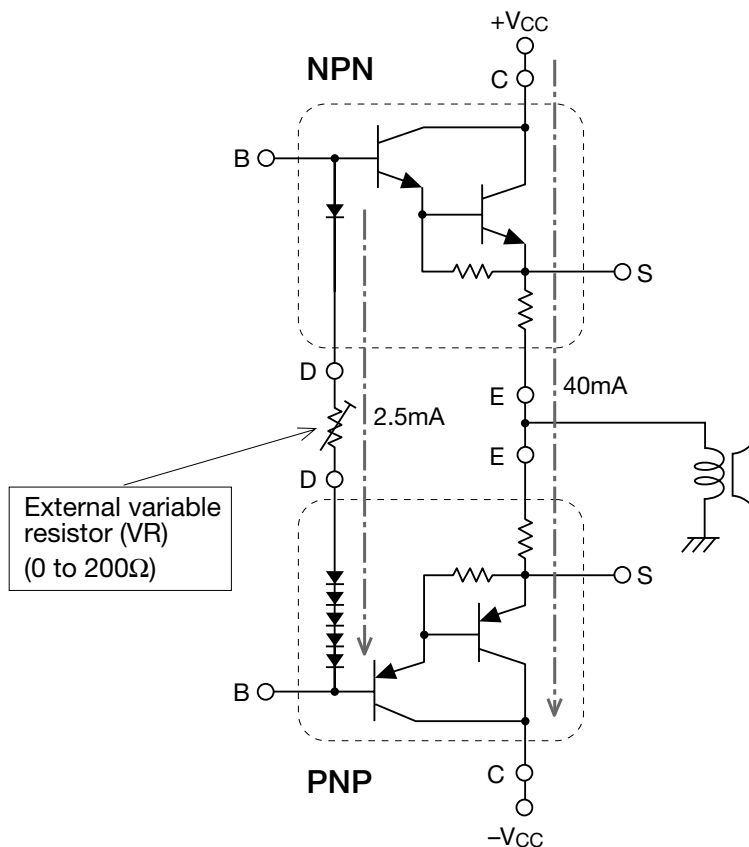 +VCC
C
NPN
B
S
D
E
40mA
2.5mA
E
D
External variable
resistor (VR)
(0 to 200Ω)
S
B
PNP
C
−VCC